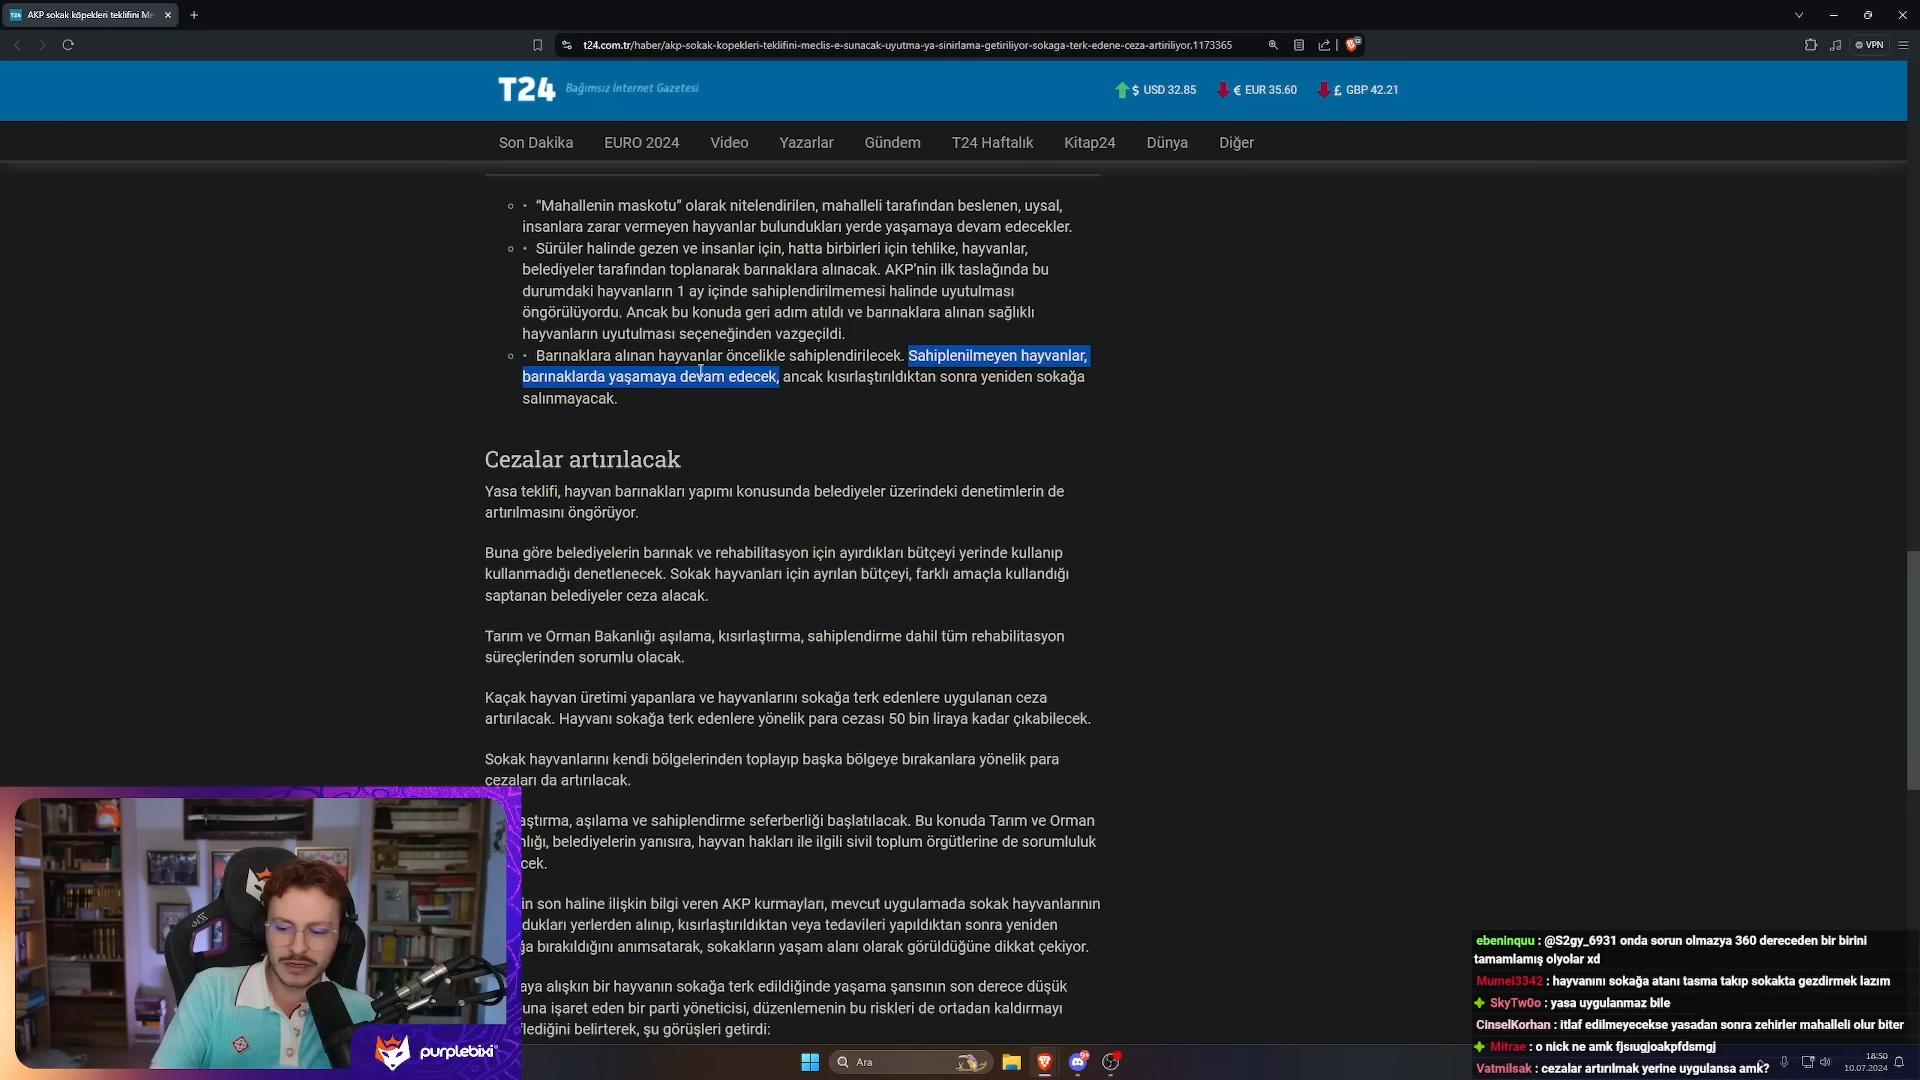 AKP sokak köpekleri teklifini Me
t24.com.tr/haber/akp-sokak-kopekleri-teklifini-meclis-e-sunacak-uyutma-ya-sinirlama-getiriliyor-sokaga-terk-edene-ceza-artiriliyor,1173365
VPN
T24 Bağımsız İnternet Gazetesi
$ USD 32.85 € EUR 35.60 £ GBP 42.21
Son Dakika EURO 2024 Video Yazarlar Gündem T24 Haftalık Kitap24 Dünya Diğer
“Mahallenin maskotu” olarak nitelendirilen, mahalleli tarafından beslenen, uysal,
insanlara zarar vermeyen hayvanlar bulundukları yerde yaşamaya devam edecekler.
Sürüler halinde gezen ve insanlar için, hatta birbirleri için tehlike, hayvanlar,
belediyeler tarafından toplanarak barınaklara alınacak. AKP’nin ilk taslağında bu
durumdaki hayvanların 1 ay içinde sahiplendirilmemesi halinde uyutulması
öngörülüyordu. Ancak bu konuda geri adım atıldı ve barınaklara alınan sağlıklı
hayvanların uyutulması seçeneğinden vazgeçildi.
Barınaklara alınan hayvanlar öncelikle sahiplendirilecek. Sahiplenilmeyen hayvanlar,
barınaklarda yaşamaya devam edecek, ancak kısırlaştırıldıktan sonra yeniden sokağa
salınmayacak.
Cezalar artırılacak
Yasa teklifi, hayvan barınakları yapımı konusunda belediyeler üzerindeki denetimlerin de
artırılmasını öngörüyor.
Buna göre belediyelerin barınak ve rehabilitasyon için ayırdıkları bütçeyi yerinde kullanıp
kullanmadığı denetlenecek. Sokak hayvanları için ayrılan bütçeyi, farklı amaçla kullandığı
saptanan belediyeler ceza alacak.
Tarım ve Orman Bakanlığı aşılama, kısırlaştırma, sahiplendirme dahil tüm rehabilitasyon
süreçlerinden sorumlu olacak.
Kaçak hayvan üretimi yapanlara ve hayvanlarını sokağa terk edenlere uygulanan ceza
artırılacak. Hayvanı sokağa terk edenlere yönelik para cezası 50 bin liraya kadar çıkabilecek.
Sokak hayvanlarını kendi bölgelerinden toplayıp başka bölgeye bırakanlara yönelik para
cezaları da artırılacak.
aştırma, aşılama ve sahiplendirme seferberliği başlatılacak. Bu konuda Tarım ve Orman
nlığı, belediyelerin yanısıra, hayvan hakları ile ilgili sivil toplum örgütlerine de sorumluluk
cek.
in son haline ilişkin bilgi veren AKP kurmayları, mevcut uygulamada sokak hayvanlarının
dukları yerlerden alınıp, kısırlaştırıldıktan veya tedavileri yapıldıktan sonra yeniden
ğa bırakıldığını anımsatarak, sokakların yaşam alanı olarak görüldüğüne dikkat çekiyor.
aya alışkın bir hayvanın sokağa terk edildiğinde yaşama şansının son derece düşük
una işaret eden bir parti yöneticisi, düzenlemenin bu riskleri de ortadan kaldırmayı
flediğini belirterek, şu görüşleri getirdi:
purplebixi
ebeninquu : @S2gy_6931 onda sorun olmazya 360 dereceden bir birini
tamamlamış olyolar xd
Mumei3342 : hayvanını sokağa atanı tasma takıp sokakta gezdirmek lazım
SkyTw0o : yasa uygulanmaz bile
CinselKorhan : itlaf edilmeyecekse yasadan sonra zehirler mahalleli olur biter
Mitrae : o nick ne amk fjsıugjoakpfdsmgj
Vatmilsak : cezalar artırılmak yerine uygulansa amk?
Ara
18:50
10.07.2024